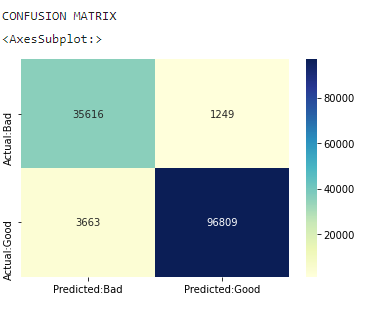 CONFUSION MATRIX
<AxesSubplot:>
Actual:Bad
35616 1249
Actual:Good
3663 96809
Predicted:Bad Predicted:Good
80000
60000
40000
20000